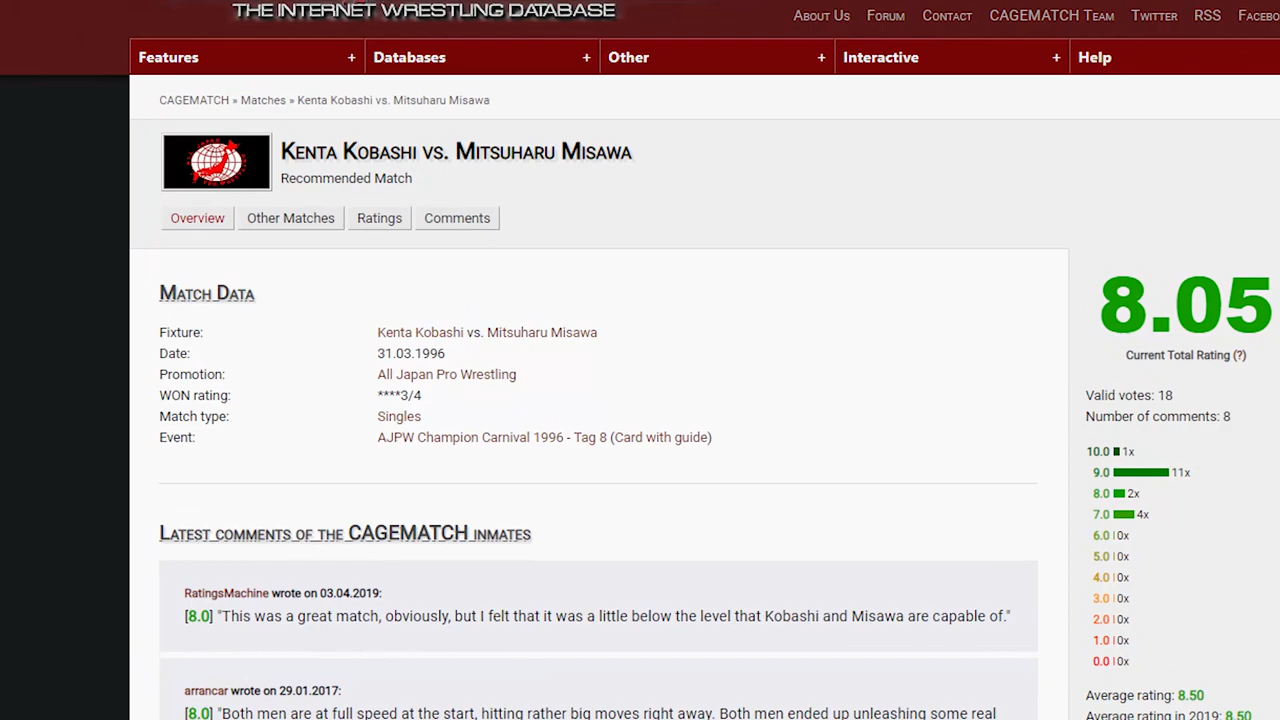 THE INTERNET WRESTLING DATABASE
About Us Forum Contact CAGEMATCH Team Twitter RSS
Features + Databases + Other + Interactive + Help
CAGEMATCH » Matches » Kenta Kobashi vs. Mitsuharu Misawa
Kenta Kobashi vs. Mitsuharu Misawa
Recommended Match
Overview Other Matches Ratings Comments
Match Data
Fixture: Kenta Kobashi vs. Mitsuharu Misawa
Date: 31.03.1996
Promotion: All Japan Pro Wrestling
WON rating: ****3/4
Match type: Singles
Event: AJPW Champion Carnival 1996 - Tag 8 (Card with guide)
Latest comments of the CAGEMATCH inmates
RatingsMachine wrote on 03.04.2019:
[8.0] "This was a great match, obviously, but I felt that it was a little below the level that Kobashi and Misawa are capable of."
arrancar wrote on 29.01.2017:
[8.0] "Both men are at full speed at the start, hitting rather big moves right away. Both men ended up unleashing some real
8.05
Current Total Rating (?)
Valid votes: 18
Number of comments: 8
10.0 1x
9.0 11x
8.0 2x
7.0 4x
6.0 0x
5.0 0x
4.0 0x
3.0 0x
2.0 0x
1.0 0x
0.0 0x
Average rating: 8.50
Average rating in 2019: 8.50